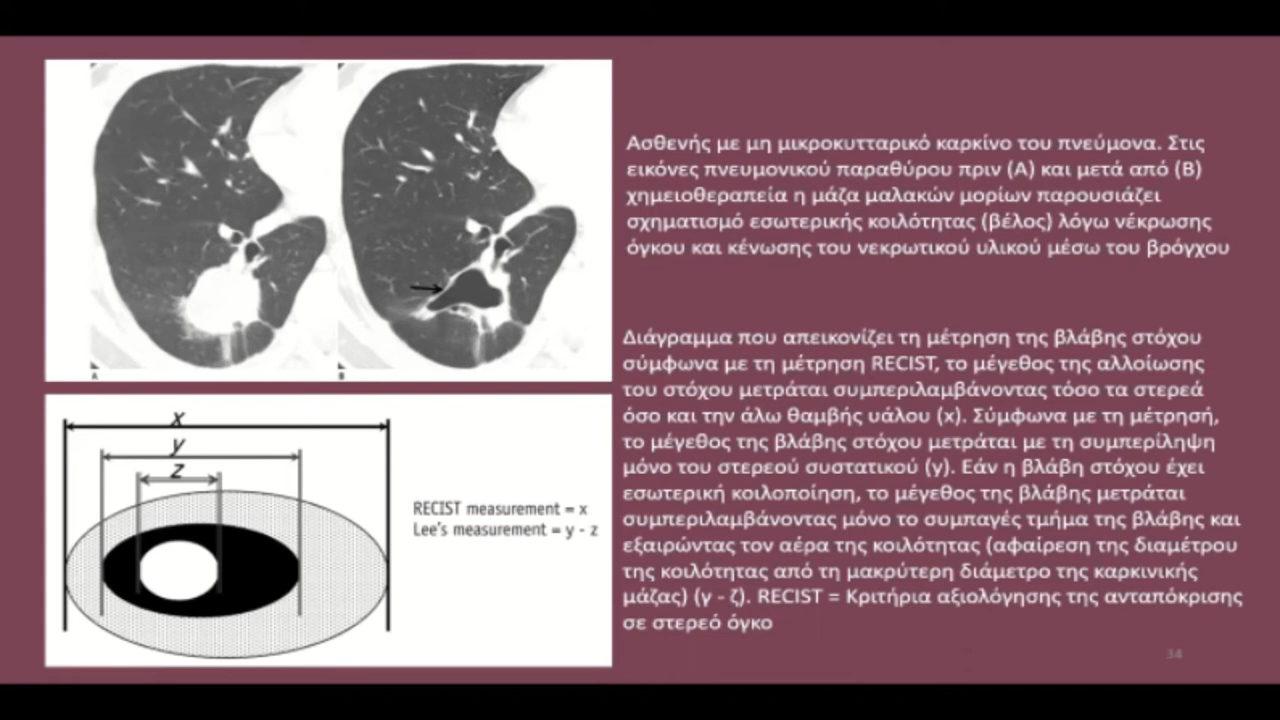 Ασθενής με μη μικροκυτταρικό καρκίνο του πνεύμονα. Στις
εικόνες πνευμονικού παραθύρου πριν (Α) και μετά από (Β)
χημειοθεραπεία η μάζα μαλακών μορίων παρουσιάζει
σχηματισμό εσωτερικής κοιλότητας (βέλος) λόγω νέκρωσης
όγκου και κένωσης του νεκρωτικού υλικού μέσω του βρόγχου
A
B
Διάγραμμα που απεικονίζει τη μέτρηση της βλάβης στόχου
σύμφωνα με τη μέτρηση RECIST, το μέγεθος της αλλοίωσης
του στόχου μετράται συμπεριλαμβάνοντας τόσο τα στερεά
όσο και την άλω θαμβής υάλου (x). Σύμφωνα με τη μέτρησή,
το μέγεθος της βλάβης στόχου μετράται με τη συμπερίληψη
μόνο του στερεού συστατικού (y). Εάν η βλάβη στόχου έχει
εσωτερική κοιλοποίηση, το μέγεθος της βλάβης μετράται
συμπεριλαμβάνοντας μόνο το συμπαγές τμήμα της βλάβης και
εξαιρώντας τον αέρα της κοιλότητας (αφαίρεση της διαμέτρου
της κοιλότητας από τη μακρύτερη διάμετρο της καρκινικής
μάζας) (γ - ζ). RECIST = Κριτήρια αξιολόγησης της ανταπόκρισης
σε στερεό όγκο
x
y
z
RECIST measurement = x
Lee's measurement = y - z
34